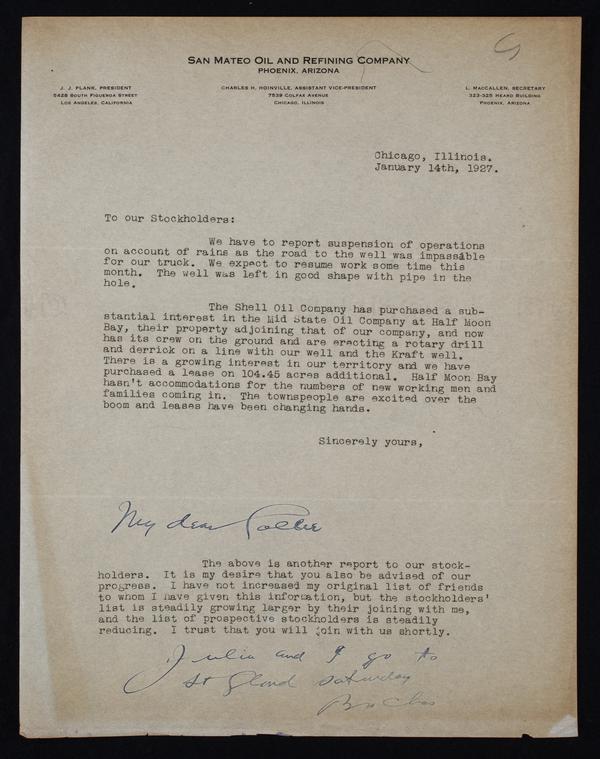 SAN MATEO OIL AND REFINING COMPANY
PHOENIX, ARIZONA
J. J. PLANK, PRESIDENT
5428 SOUTH FIGUEROA STREET
LOS ANGELES, CALIFORNIA
CHARLES H. HOINVILLE, ASSISTANT VICE-PRESIDENT
7539 COLFAX AVENUE
CHICAGO, ILLINOIS
L. MACCALLEN, SECRETARY
323-325 HEARD BUILDING
PHOENIX, ARIZONA
Chicago, Illinois.
January 14th, 1927.
To our Stockholders:
We have to report suspension of operations
on account of rains as the road to the well was impassable
for our truck. We expect to resume work some time this
month. The well was left in good shape with pipe in the
hole.
The Shell Oil Company has purchased a sub-
stantial interest in the Mid State Oil Company at Half Moon
Bay, their property adjoining that of our company, and now
has its crew on the ground and are erecting a rotary drill
and derrick on a line with our well and the Kraft well.
There is a growing interest in our territory and we have
purchased a lease on 104.45 acres additional. Half Moon Bay
hasn't accommodations for the numbers of new working men and
families coming in. The townspeople are excited over the
boom and leases have been changing hands.
Sincerely yours,
My dear
The above is another report to our stock-
holders. It is my desire that you also be advised of our
progress. I have not increased my original list of friends
to whom I have given this information, but the stockholders'
list is steadily growing larger by their joining with me,
and the list of prospective stockholders is steadily
reducing. I trust that you will join with us shortly.
Julia and I go to
St Cloud Saturday